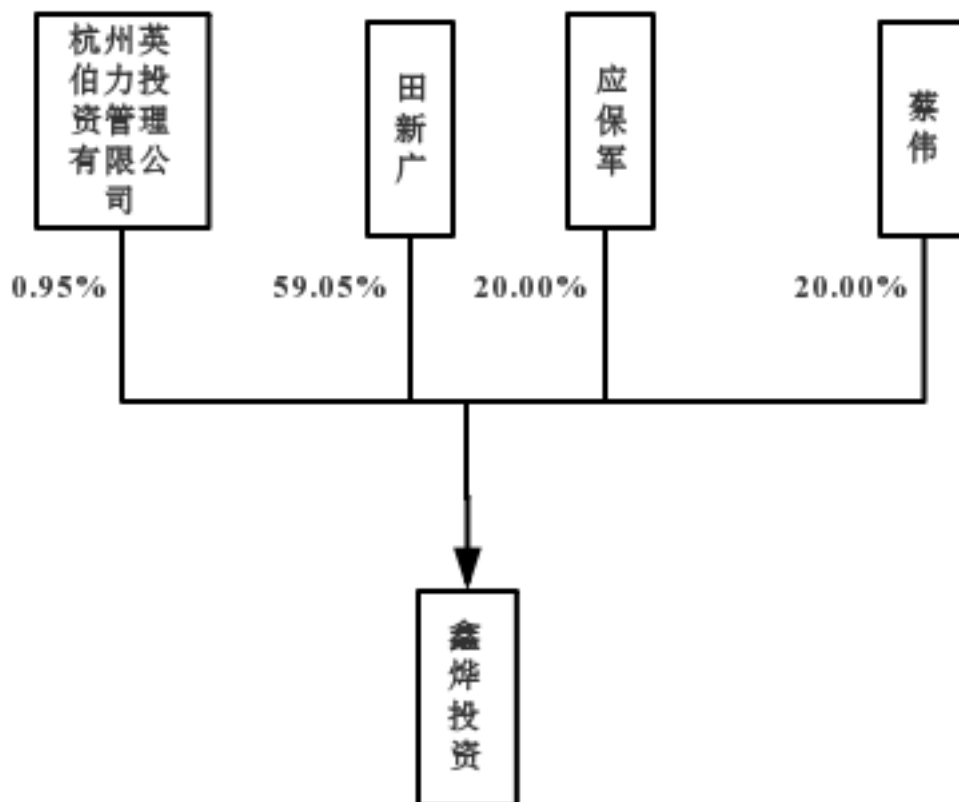 杭州英
伯力投
资管理
有限公
司
田
新
广
应
保
军
蔡
伟
0.95%
59.05%
20.00%
20.00%
鑫
烨
投
资